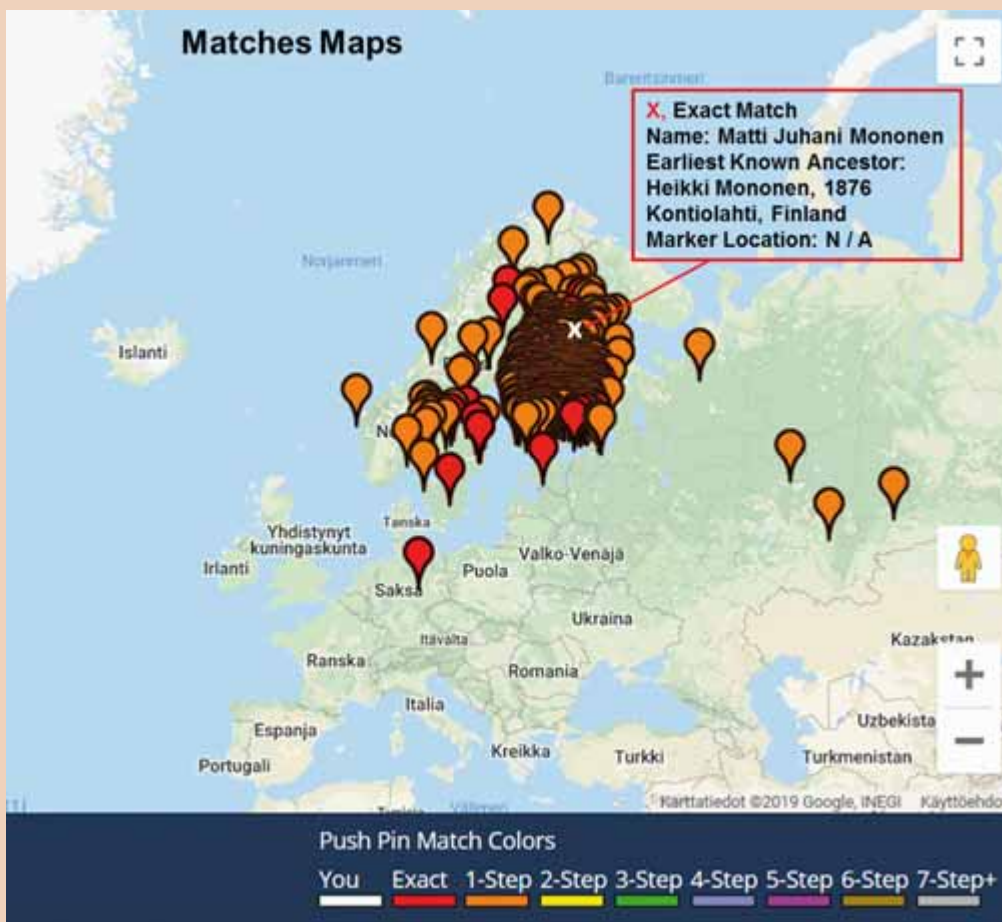 Matches Maps
Barentsinmeri
X, Exact Match
Name: Matti Juhani Mononen
Earliest Known Ancestor:
Heikki Mononen, 1876
Kontiolahti, Finland
Marker Location: N / A
Norjanmeri
X
Islanti
Tanska
Yhdistynyt
kuningaskunta
Irlanti
Valko-Venäjä
Puola
Saksa
Ukraina
Itävalta
Kazakstan
Ranska
Romania
Italia
Uzbekista
Espanja
Kreikka
Turkki
Turkmenistan
Portugali
Välimeri
Karttatiedot ©2019 Google, INEGI Käyttöehdo
Push Pin Match Colors
You Exact 1-Step 2-Step 3-Step 4-Step 5-Step 6-Step 7-Step+